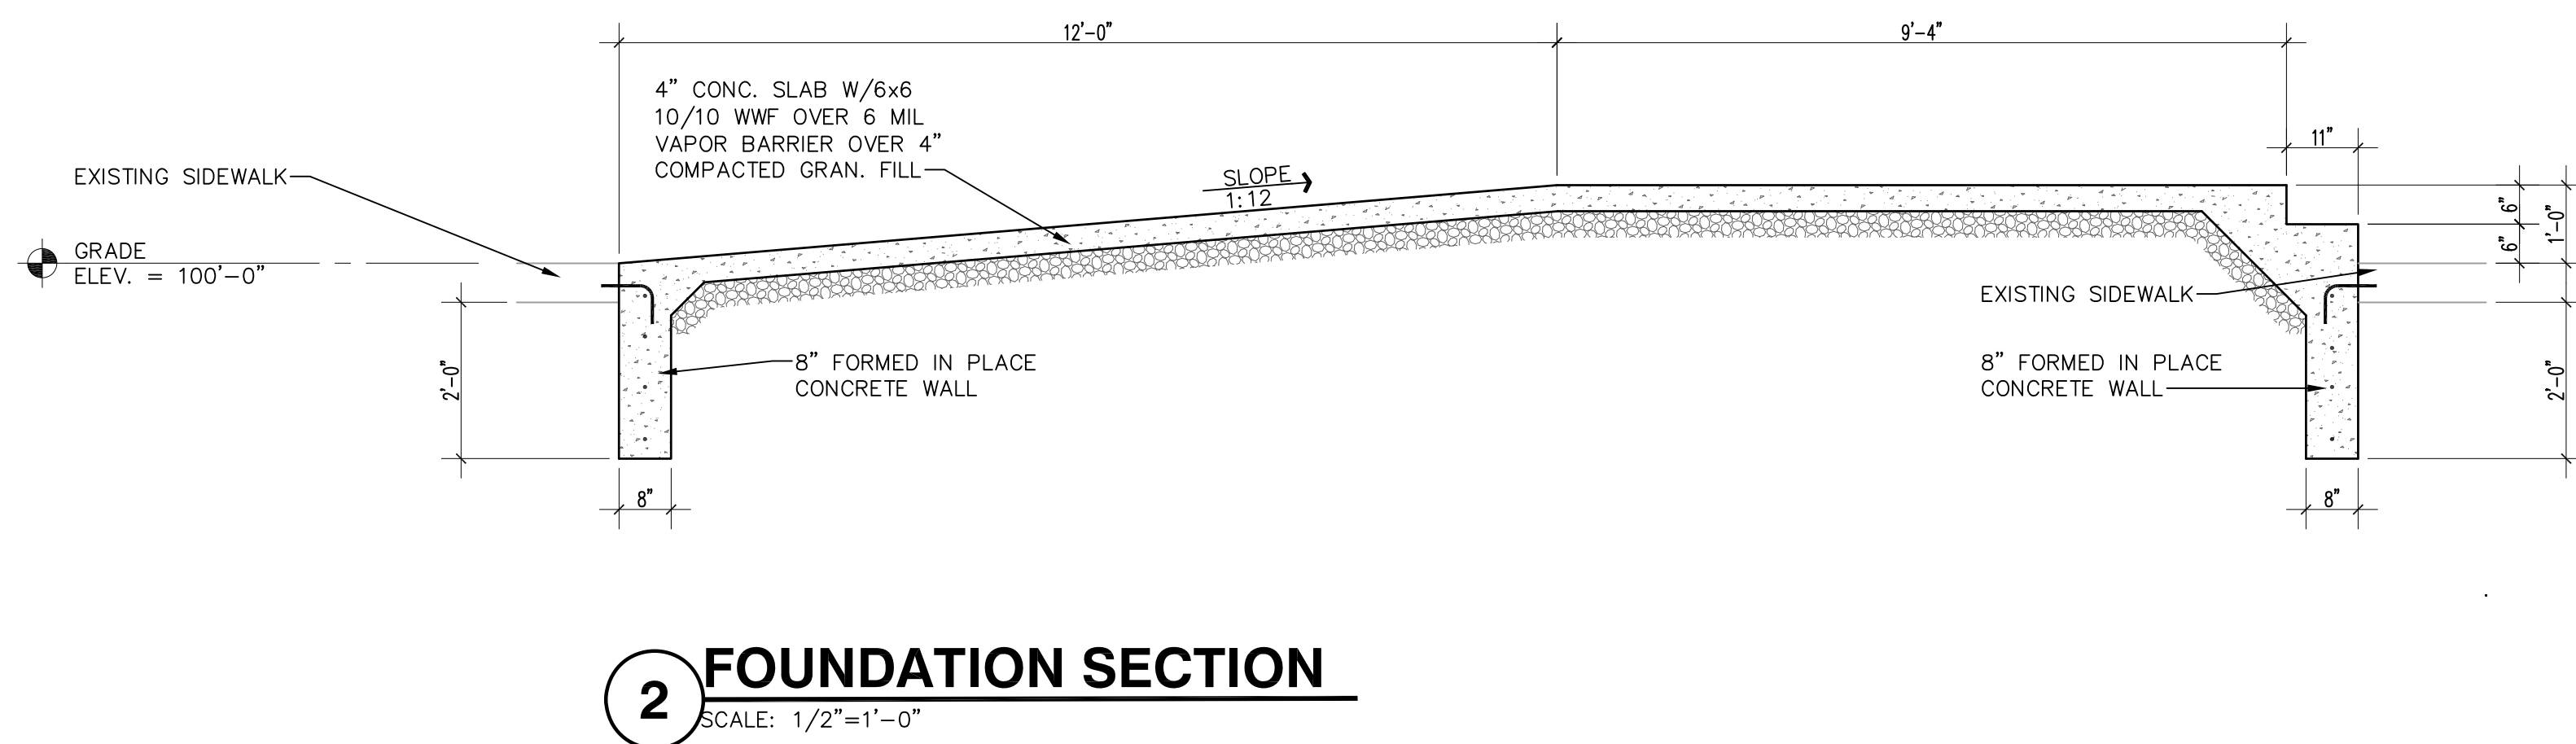 12'-0"
9'-4"
4" CONC. SLAB W/6x6
10/10 WWF OVER 6 MIL
VAPOR BARRIER OVER 4"
COMPACTED GRAN. FILL
11"
EXISTING SIDEWALK
SLOPE
1:12
6"
6"
1'-0"
GRADE
ELEV. = 100'-0"
EXISTING SIDEWALK
2'-0"
8" FORMED IN PLACE
CONCRETE WALL
8" FORMED IN PLACE
CONCRETE WALL
2'-0"
8"
8"
2
FOUNDATION SECTION
SCALE: 1/2"=1'-0"